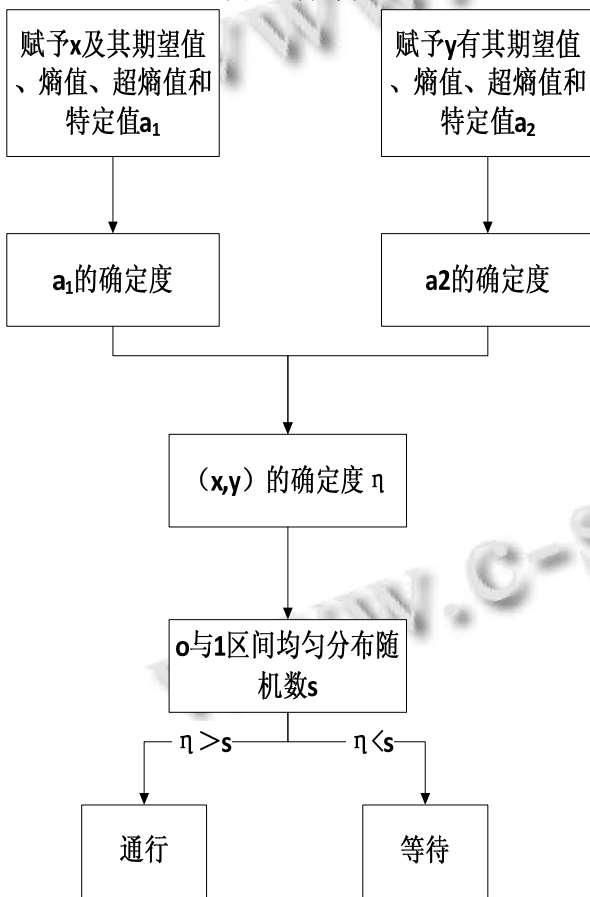 赋予x及其期望值
、熵值、超熵值和
特定值a₁
赋予y有其期望值
、熵值、超熵值和
特定值a₂
a₁的确定度
a2的确定度
（x,y）的确定度 η
o与1区间均匀分布随
机数s
η＞s
η＜s
通行
等待
www
www.c-s